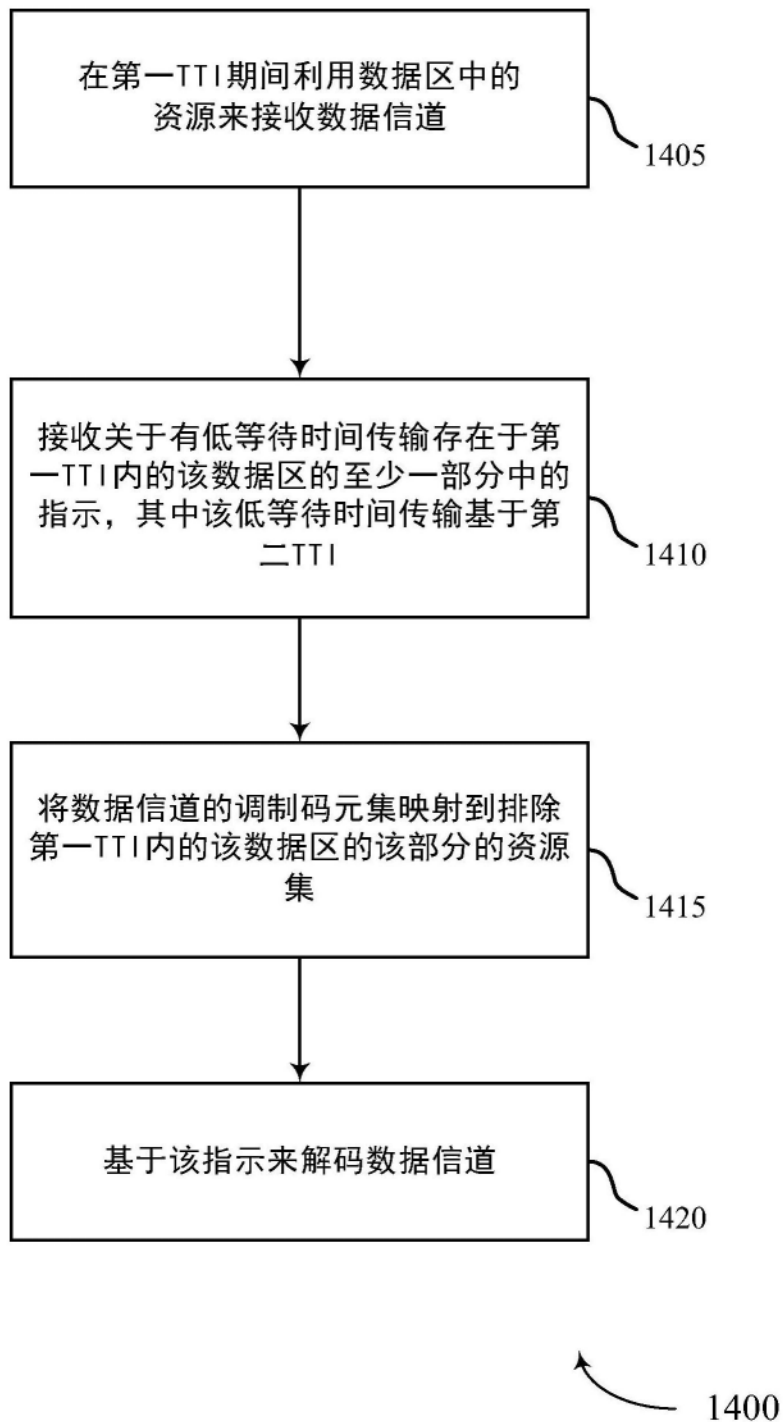 在第一TTI期间利用数据区中的
资源来接收数据信道
1405
接收关于有低等待时间传输存在于第
一TTI内的该数据区的至少一部分中的
指示，其中该低等待时间传输基于第
二TTI
1410
将数据信道的调制码元集映射到排除
第一TTI内的该数据区的该部分的资源
集
1415
基于该指示来解码数据信道
1420
1400